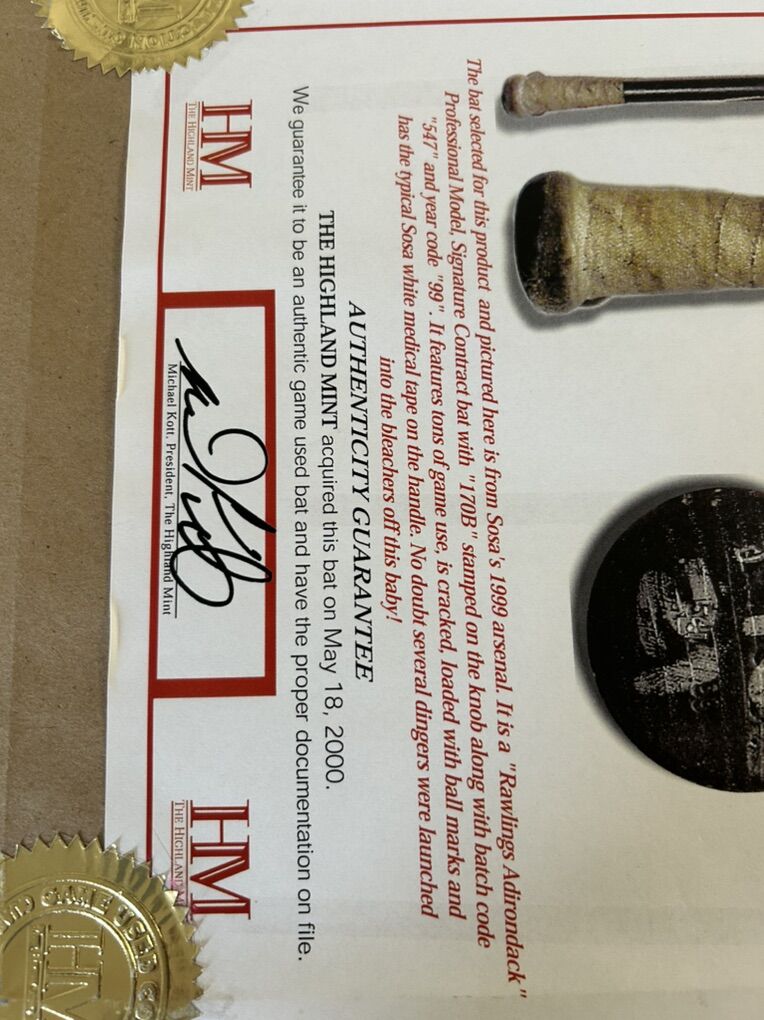 The bat selected for this product and pictured here is from Sosa's 1999 arsenal. It is a "Rawlings Adirondack"
Professional Model, Signature Contract bat with "170B" stamped on the knob along with batch code
"547" and year code "99". It features tons of game use, is cracked, loaded with ball marks and
has the typical Sosa white medical tape on the handle. No doubt several dingers were launched
into the bleachers off this baby!
AUTHENTICITY GUARANTEE
THE HIGHLAND MINT acquired this bat on May 18, 2000.
We guarantee it to be an authentic game used bat and have the proper documentation on file.
HM
THE HIGHLAND MINT
Michael Kott, President, The Highland Mint
HM
THE HIGHLAND
GAME USED
HM